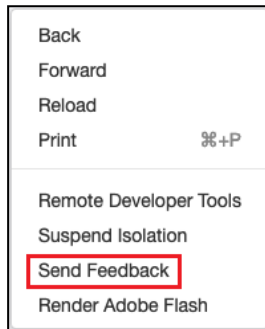 Back
Forward
Reload
Print ⌘+P
Remote Developer Tools
Suspend Isolation
Send Feedback
Render Adobe Flash